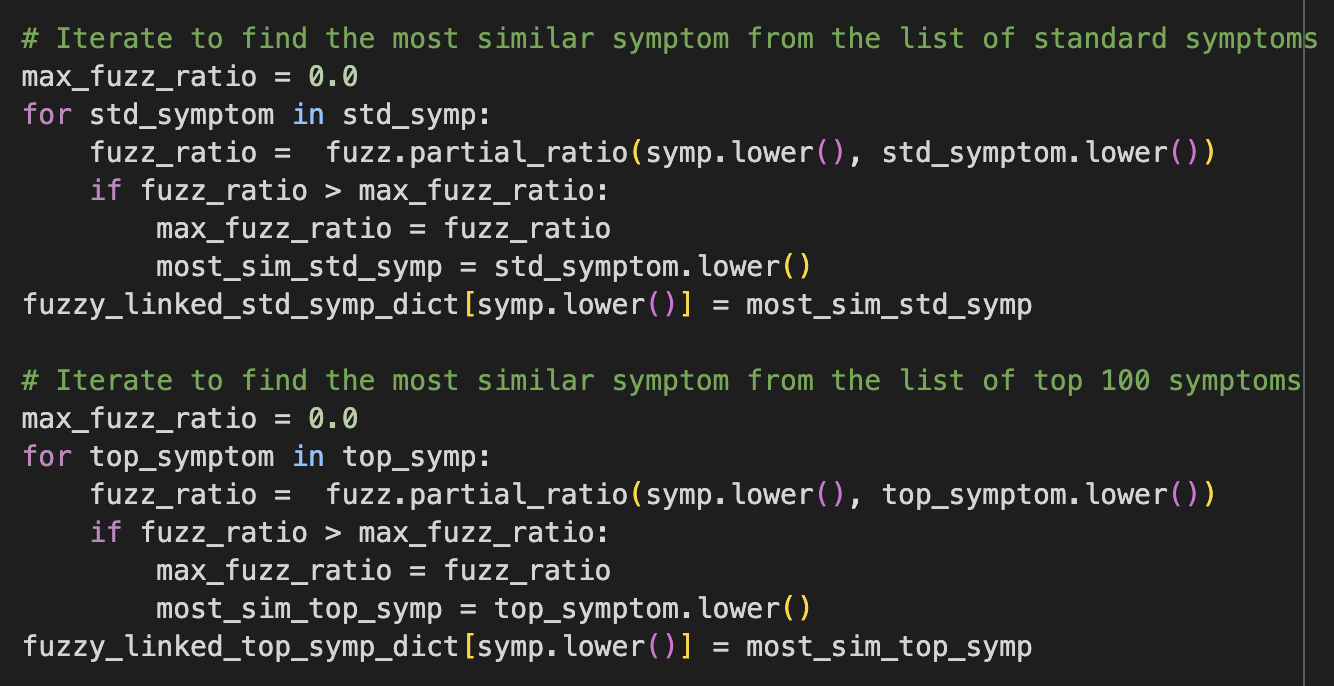 # Iterate to find the most similar symptom from the list of standard symptoms
max_fuzz_ratio = 0.0
for std_symptom in std_symp:
    fuzz_ratio =  fuzz.partial_ratio(symp.lower(), std_symptom.lower())
    if fuzz_ratio > max_fuzz_ratio:
        max_fuzz_ratio = fuzz_ratio
        most_sim_std_symp = std_symptom.lower()
fuzzy_linked_std_symp_dict[symp.lower()] = most_sim_std_symp

# Iterate to find the most similar symptom from the list of top 100 symptoms
max_fuzz_ratio = 0.0
for top_symptom in top_symp:
    fuzz_ratio =  fuzz.partial_ratio(symp.lower(), top_symptom.lower())
    if fuzz_ratio > max_fuzz_ratio:
        max_fuzz_ratio = fuzz_ratio
        most_sim_top_symp = top_symptom.lower()
fuzzy_linked_top_symp_dict[symp.lower()] = most_sim_top_symp